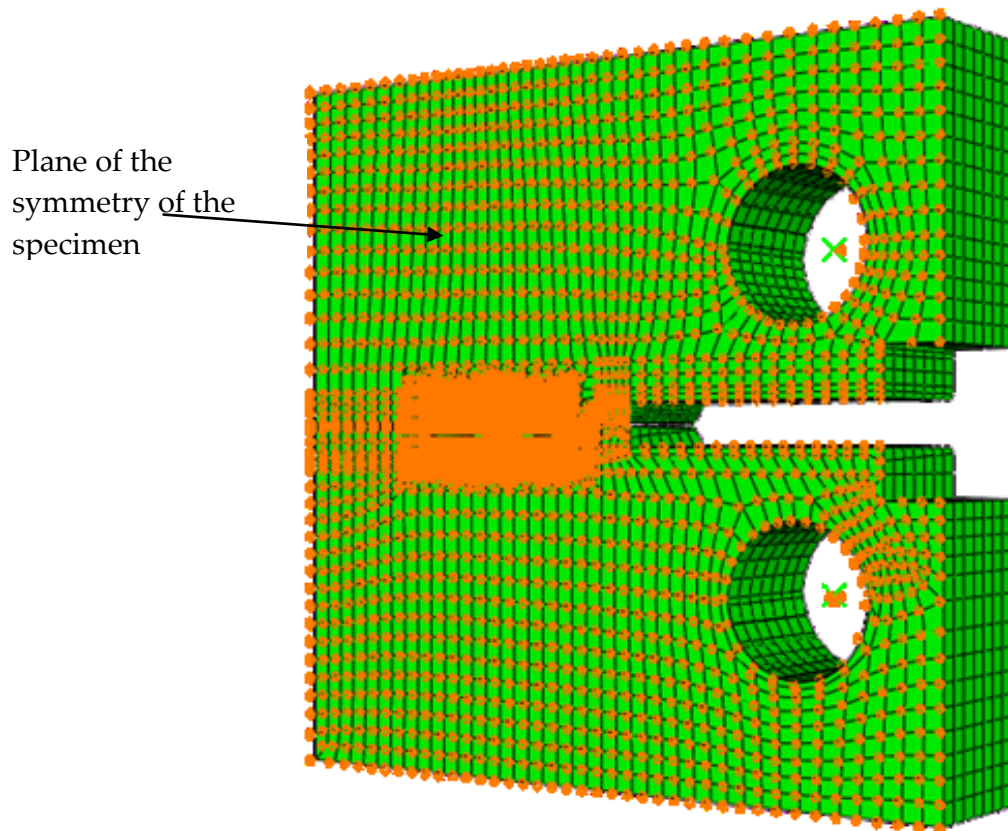 Plane of the
symmetry of the
specimen